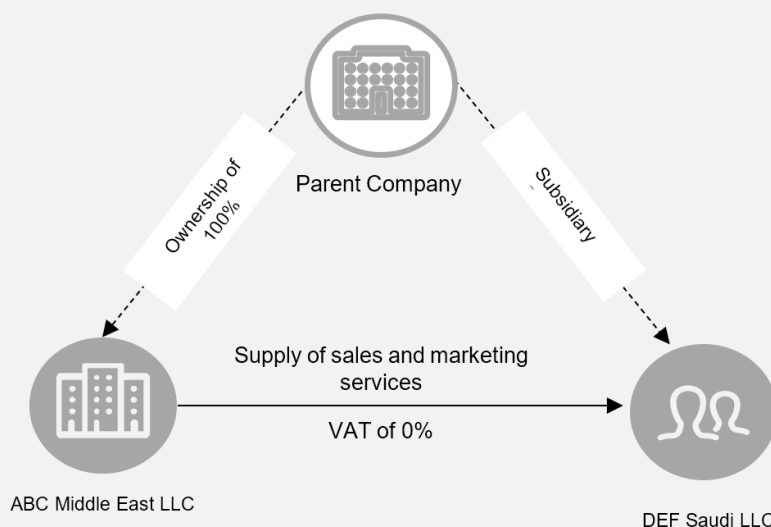 Parent Company
Ownership of
100%
Subsidiary
Supply of sales and marketing
services
VAT of 0%
ABC Middle East LLC
DEF Saudi LLC